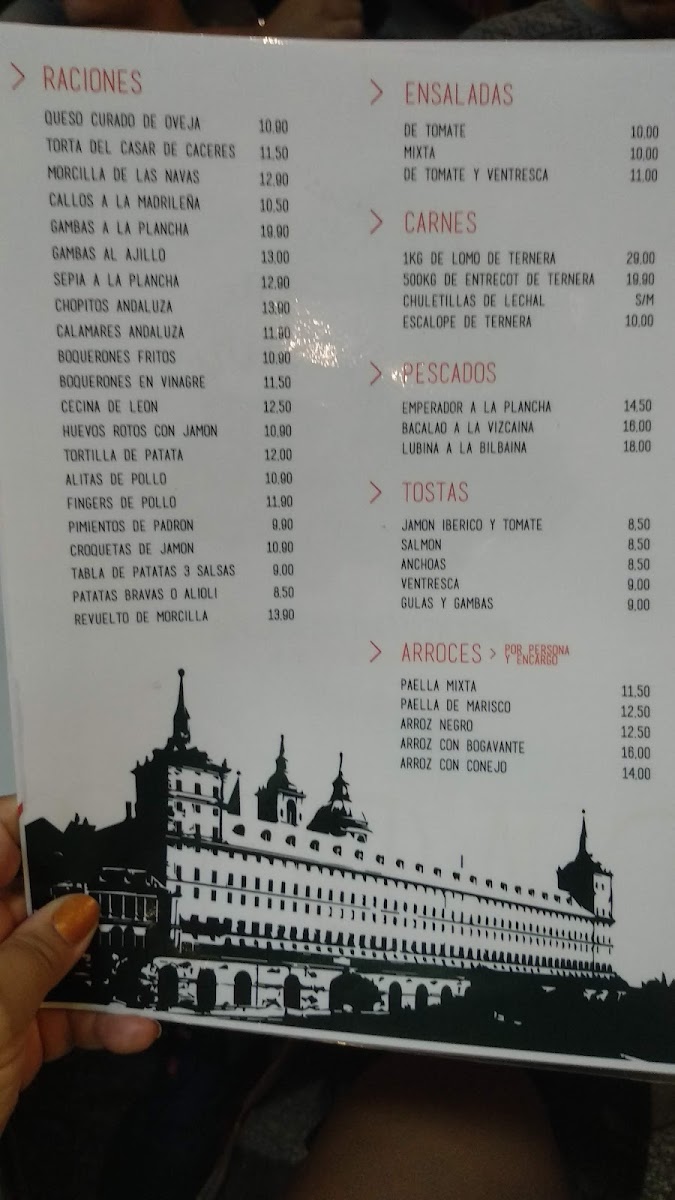 > RACIONES
QUESO CURADO DE OVEJA 10.90
TORTA DEL CASAR DE CACERES 11.50
MORCILLA DE LAS NAVAS 12.90
CALLOS A LA MADRILEÑA 10.50
GAMBAS A LA PLANCHA 19.90
GAMBAS AL AJILLO 13.00
SEPIA A LA PLANCHA 12.90
CHOPITOS ANDALUZA 13.90
CALAMARES ANDALUZA 11.90
BOQUERONES FRITOS 10.90
BOQUERONES EN VINAGRE 11.50
CECINA DE LEON 12.50
HUEVOS ROTOS CON JAMON 10.90
TORTILLA DE PATATA 12.00
ALITAS DE POLLO 10.90
FINGERS DE POLLO 11.90
PIMIENTOS DE PADRON 9.90
CROQUETAS DE JAMON 10.90
TABLA DE PATATAS 3 SALSAS 9.00
PATATAS BRAVAS O ALIOLI 8.50
REVUELTO DE MORCILLA 13.90
> ENSALADAS
DE TOMATE 10.00
MIXTA 10.00
DE TOMATE Y VENTRESCA 11.00
> CARNES
1KG DE LOMO DE TERNERA 29.00
500KG DE ENTRECOT DE TERNERA 19.90
CHULETILLAS DE LECHAL S/M
ESCALOPE DE TERNERA 10.00
> PESCADOS
EMPERADOR A LA PLANCHA 14.50
BACALAO A LA VIZCAINA 16.00
LUBINA A LA BILBAINA 18.00
> TOSTAS
JAMON IBERICO Y TOMATE 8.50
SALMON 8.50
ANCHOAS 8.50
VENTRESCA 9.00
GULAS Y GAMBAS 9.00
> ARROCES > POR PERSONA
Y ENCARGO
PAELLA MIXTA 11.50
PAELLA DE MARISCO 12.50
ARROZ NEGRO 12.50
ARROZ CON BOGAVANTE 16.00
ARROZ CON CONEJO 14.00